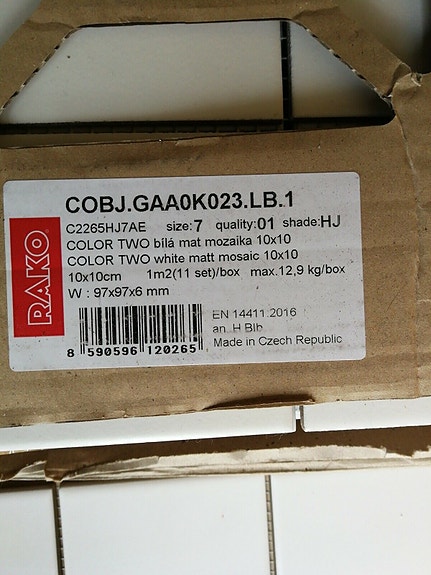 COBJ.GAA0K023.LB.1
C2265HJ7AE size:7 quality:01 shade:HJ
COLOR TWO bílá mat mozaika 10x10
COLOR TWO white matt mosaic 10x10
10x10cm 1m2(11 set)/box max.12,9 kg/box
W : 97x97x6 mm
RAKO
8 590596 120265
EN 14411:2016
an. H BIb
Made in Czech Republic